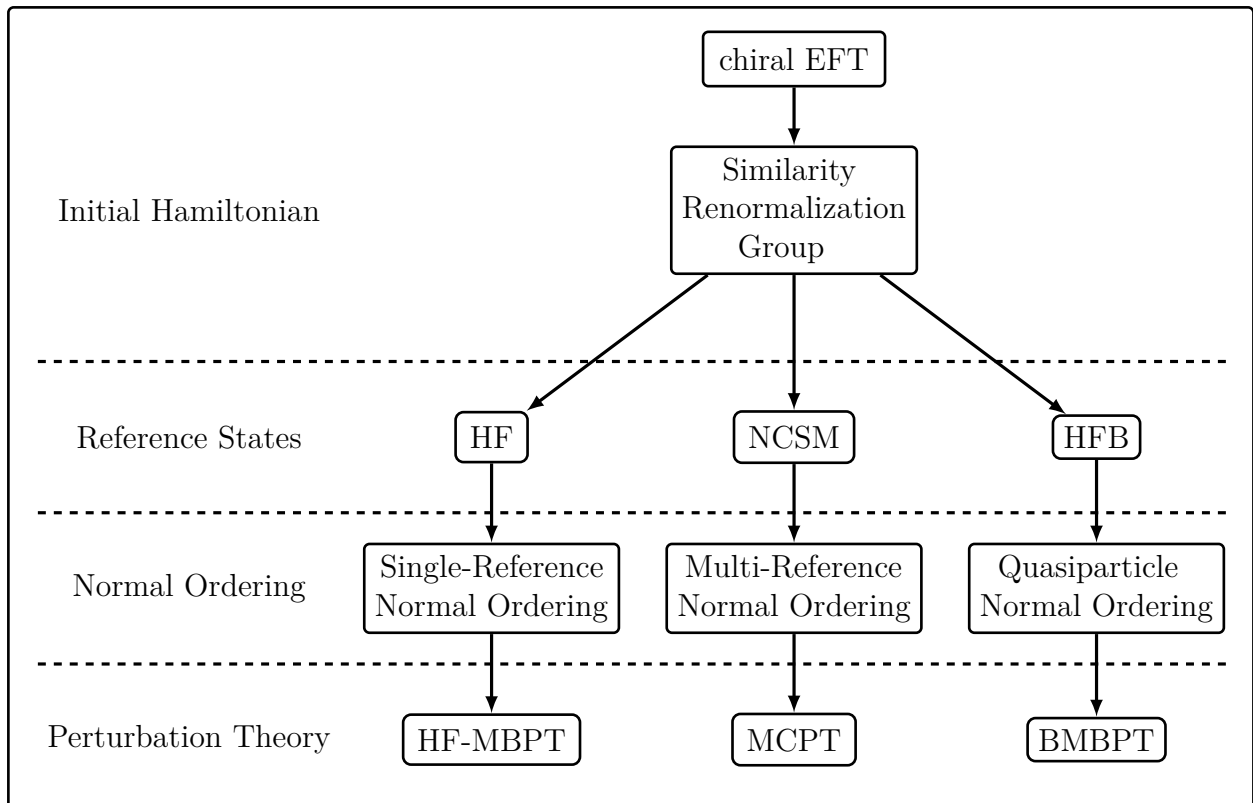 chiral EFT
Similarity
Renormalization
Group
Initial Hamiltonian
Reference States
HF
NCSM
HFB
Normal Ordering
Single-Reference
Normal Ordering
Multi-Reference
Normal Ordering
Quasiparticle
Normal Ordering
Perturbation Theory
HF-MBPT
MCPT
BMBPT